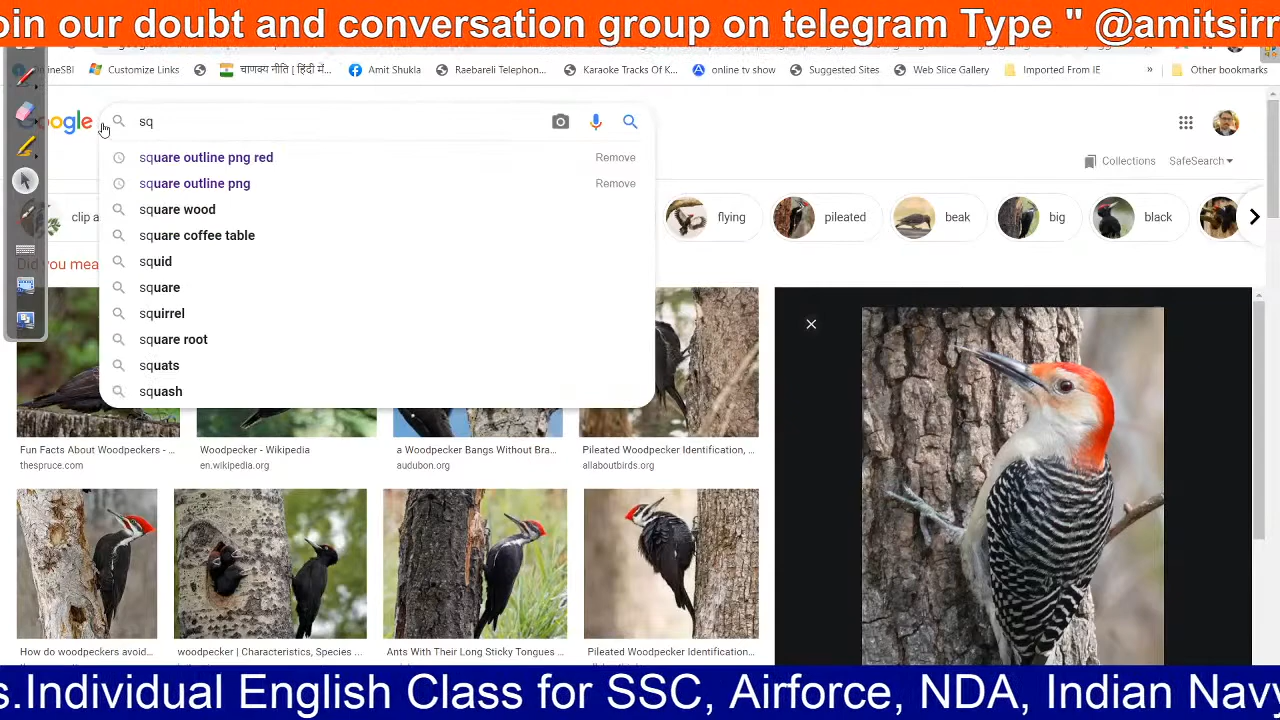 oin our doubt and conversation group on telegram Type " @amitsirr
Customize Links
चाणक्य नीति [ हिंदी में...
Amit Shukla
Raebareli Telephon...
Karaoke Tracks Of K...
online tv show
Suggested Sites
Web Slice Gallery
Imported From IE
»
Other bookmarks
sq
square outline png red
Remove
square outline png
Remove
square wood
square coffee table
squid
square
squirrel
square root
squats
squash
Collections
SafeSearch
clip a
flying
pileated
beak
big
black
Did you mea
Fun Facts About Woodpeckers - ...
thespruce.com
Woodpecker - Wikipedia
en.wikipedia.org
a Woodpecker Bangs Without Bra...
audubon.org
Pileated Woodpecker Identification, ...
allaboutbirds.org
How do woodpeckers avoid...
woodpecker | Characteristics, Species ...
Ants With Their Long Sticky Tongues ...
Pileated Woodpecker Identification...
s.Individual English Class for SSC, Airforce, NDA, Indian Navy